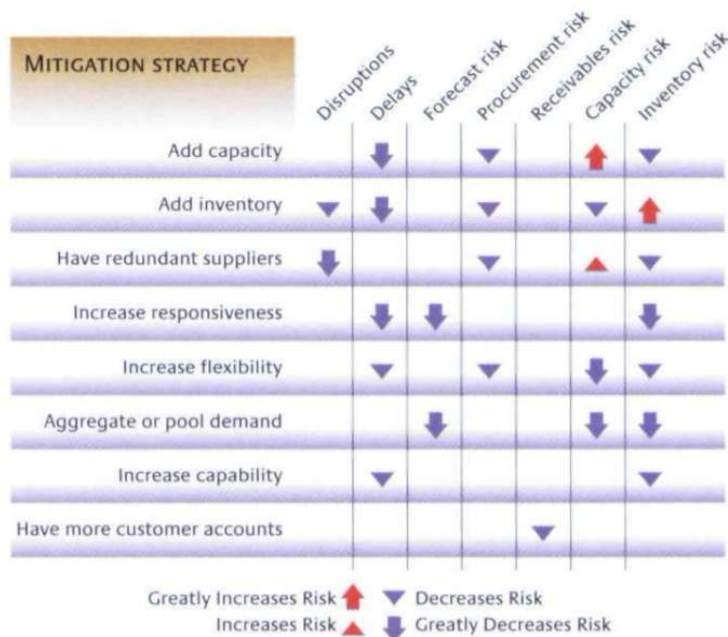 MITIGATION STRATEGY
Disruptions
Delays
Forecast risk
Procurement risk
Receivables risk
Capacity risk
Inventory risk
Add capacity
Add inventory
Have redundant suppliers
Increase responsiveness
Increase flexibility
Aggregate or pool demand
Increase capability
Have more customer accounts
Greatly Increases Risk Decreases Risk
Increases Risk Greatly Decreases Risk